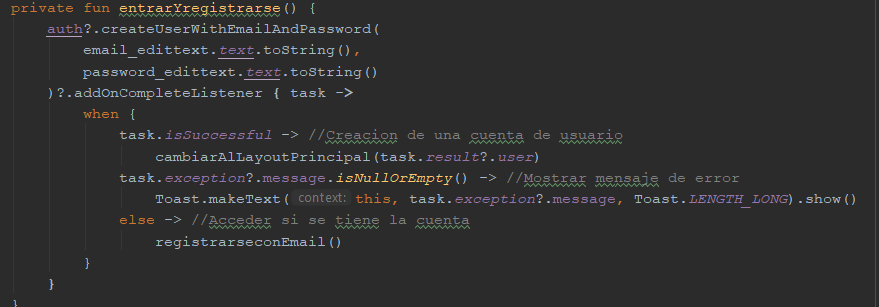 private fun entrarYregistrarse() {
auth?.createUserWithEmailAndPassword(
email_edittext.text.toString(),
password_edittext.text.toString()
)?.addOnCompleteListener { task ->
when {
task.isSuccessful -> //Creacion de una cuenta de usuario
cambiarAlLayoutPrincipal(task.result?.user)
task.exception?.message.isNullOrEmpty() -> //Mostrar mensaje de error
Toast.makeText( context: this, task.exception?.message, Toast.LENGTH_LONG).show()
else -> //Acceder si se tiene la cuenta
registrarseconEmail()
}
}
}